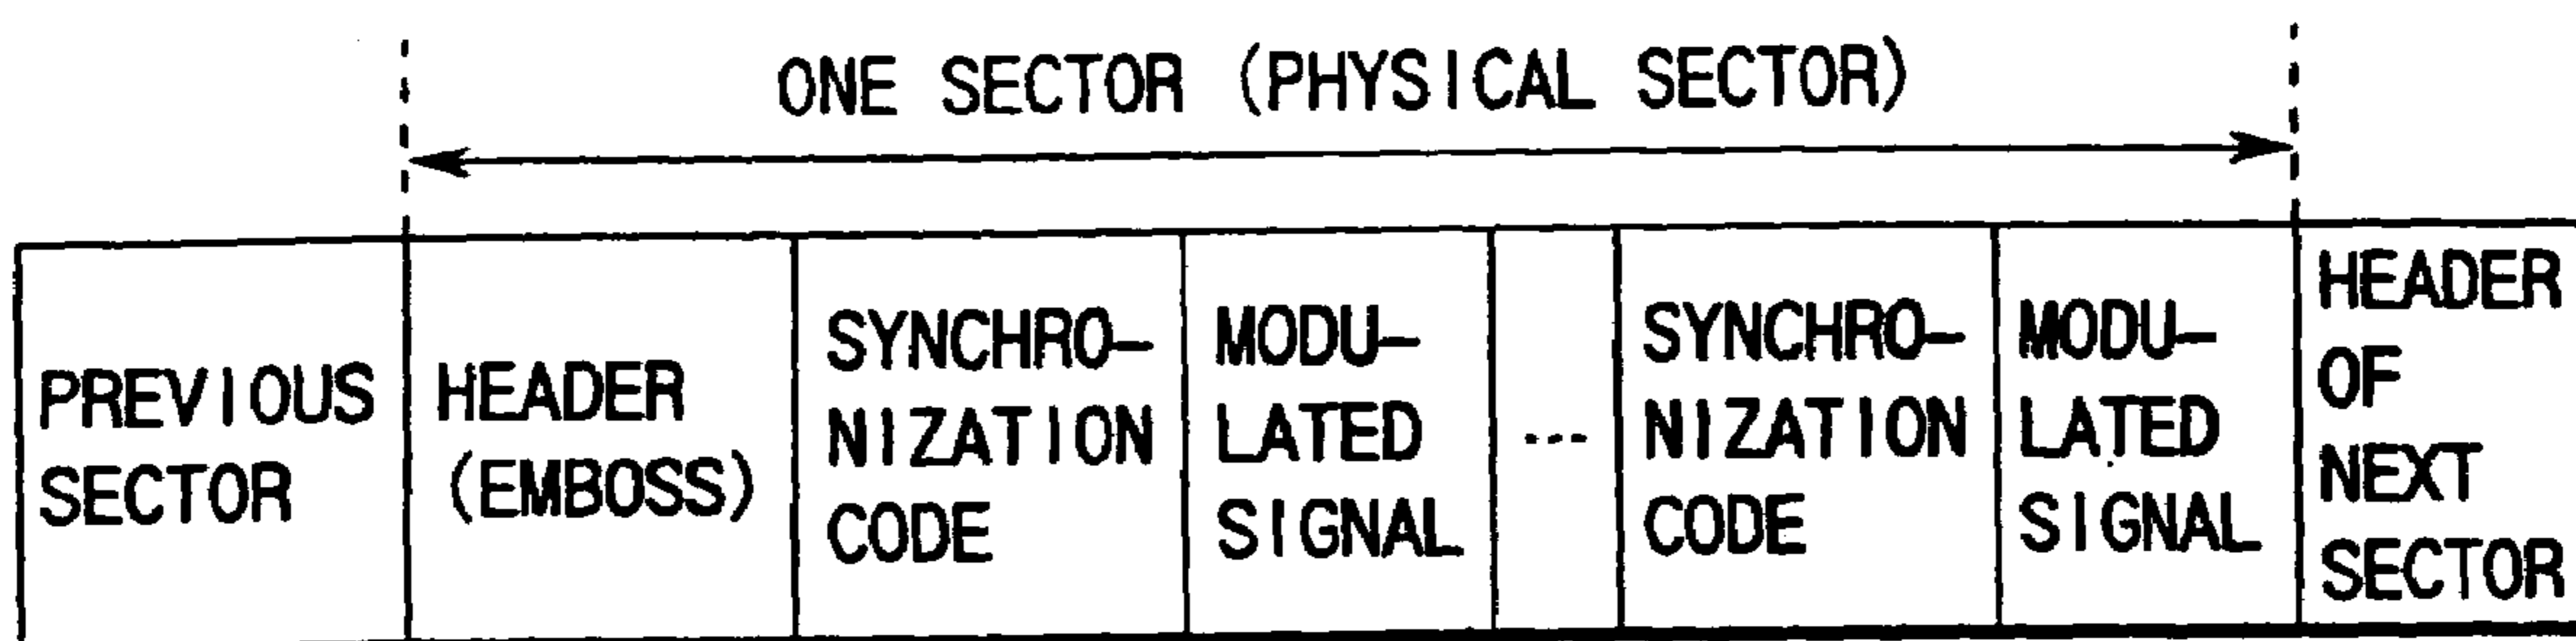 ONE SECTOR (PHYSICAL SECTOR)
PREVIOUS
SECTOR
HEADER
(EMBOSS)
SYNCHRO–
NIZATION
CODE
MODU–
LATED
SIGNAL
...
SYNCHRO–
NIZATION
CODE
MODU–
LATED
SIGNAL
HEADER
OF
NEXT
SECTOR